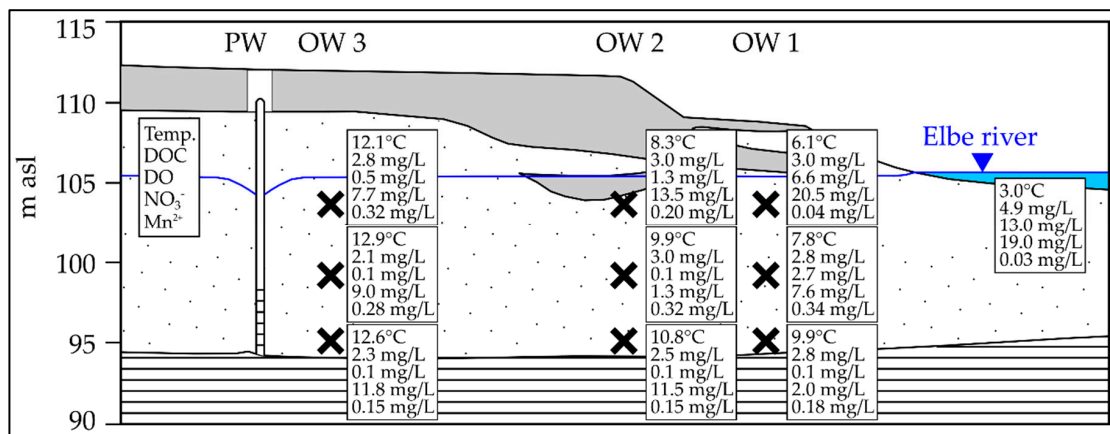 115
110
105
100
95
90
m asl
PW
OW 3
OW 2
OW 1
Elbe river
Temp.
DOC
DO
NO₃⁻
Mn²⁺
12.1°C
2.8 mg/L
0.5 mg/L
7.7 mg/L
0.32 mg/L
8.3°C
3.0 mg/L
1.3 mg/L
13.5 mg/L
0.20 mg/L
6.1°C
3.0 mg/L
6.6 mg/L
20.5 mg/L
0.04 mg/L
3.0°C
4.9 mg/L
13.0 mg/L
19.0 mg/L
0.03 mg/L
12.9°C
2.1 mg/L
0.1 mg/L
9.0 mg/L
0.28 mg/L
9.9°C
3.0 mg/L
0.1 mg/L
1.3 mg/L
0.32 mg/L
7.8°C
2.8 mg/L
2.7 mg/L
7.6 mg/L
0.34 mg/L
12.6°C
2.3 mg/L
0.1 mg/L
11.8 mg/L
0.15 mg/L
10.8°C
2.5 mg/L
0.1 mg/L
11.5 mg/L
0.15 mg/L
9.9°C
2.8 mg/L
0.1 mg/L
2.0 mg/L
0.18 mg/L